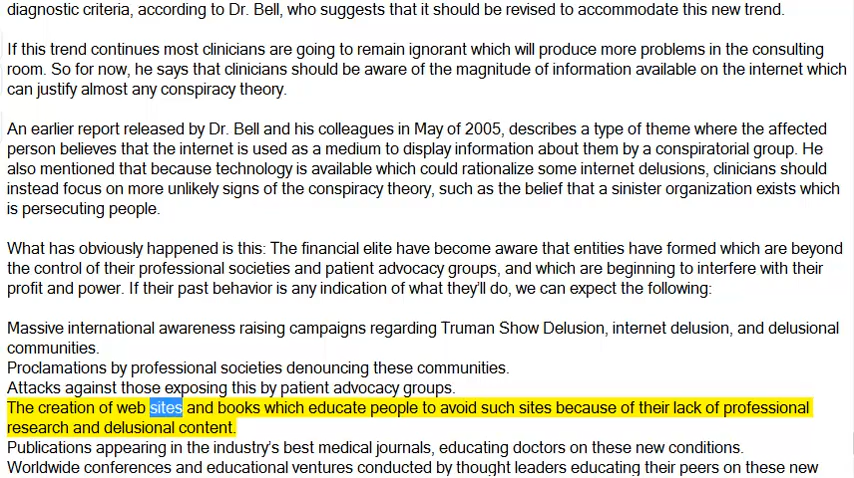 diagnostic criteria, according to Dr. Bell, who suggests that it should be revised to accommodate this new trend.
If this trend continues most clinicians are going to remain ignorant which will produce more problems in the consulting
room. So for now, he says that clinicians should be aware of the magnitude of information available on the internet which
can justify almost any conspiracy theory.
An earlier report released by Dr. Bell and his colleagues in May of 2005, describes a type of theme where the affected
person believes that the internet is used as a medium to display information about them by a conspiratorial group. He
also mentioned that because technology is available which could rationalize some internet delusions, clinicians should
instead focus on more unlikely signs of the conspiracy theory, such as the belief that a sinister organization exists which
is persecuting people.
What has obviously happened is this: The financial elite have become aware that entities have formed which are beyond
the control of their professional societies and patient advocacy groups, and which are beginning to interfere with their
profit and power. If their past behavior is any indication of what they'll do, we can expect the following:
Massive international awareness raising campaigns regarding Truman Show Delusion, internet delusion, and delusional
communities.
Proclamations by professional societies denouncing these communities.
Attacks against those exposing this by patient advocacy groups.
The creation of web sites and books which educate people to avoid such sites because of their lack of professional
research and delusional content.
Publications appearing in the industry's best medical journals, educating doctors on these new conditions.
Worldwide conferences and educational ventures conducted by thought leaders educating their peers on these new